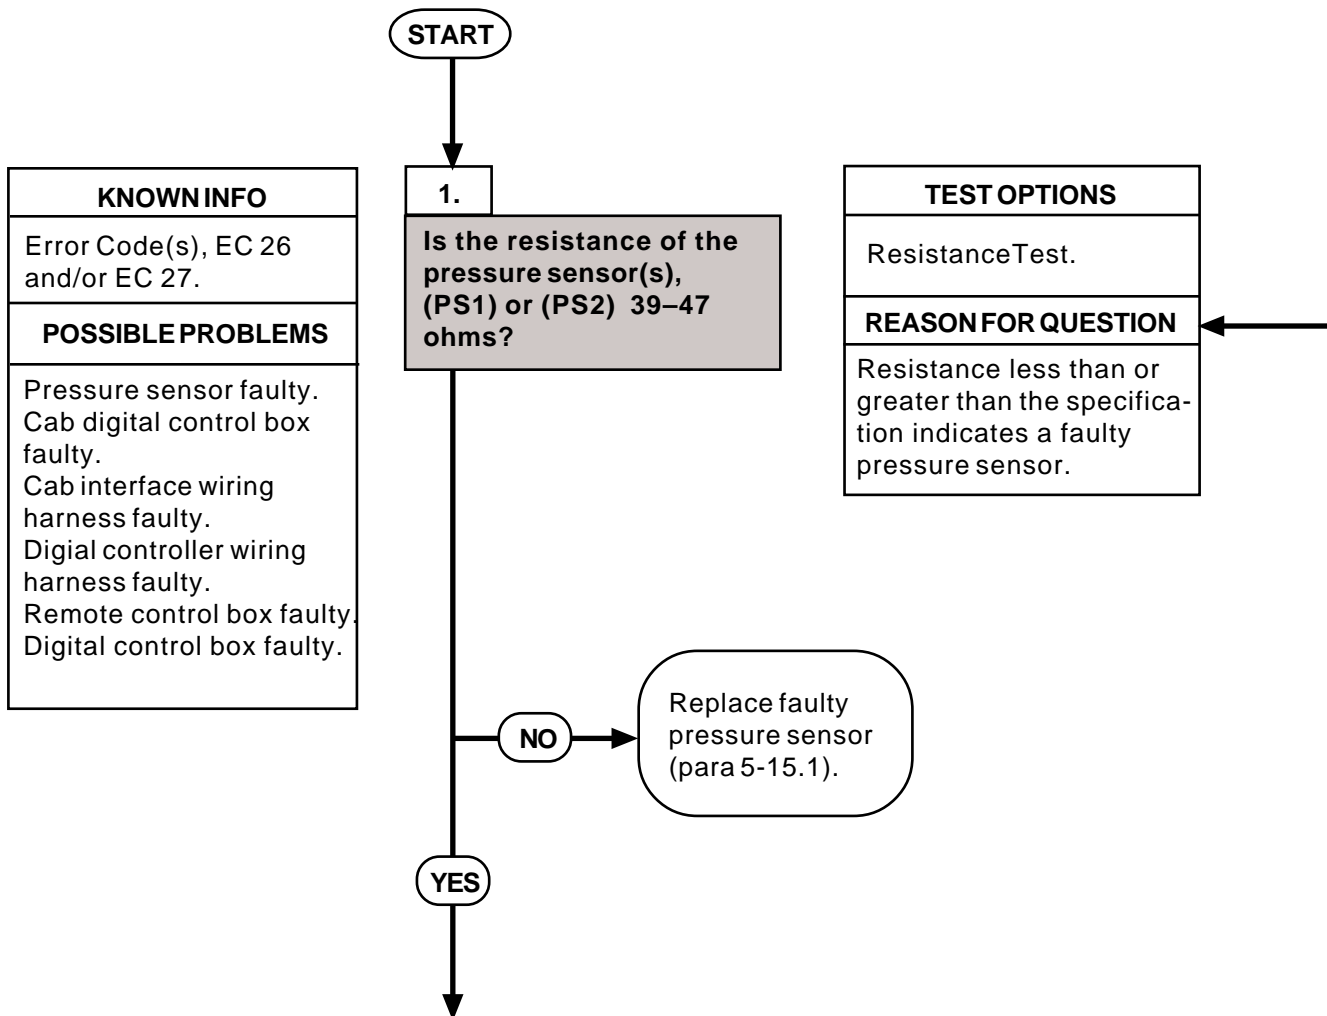 START
KNOWN INFO
Error Code(s), EC 26
and/or EC 27.
POSSIBLE PROBLEMS
Pressure sensor faulty.
Cab digital control box
faulty.
Cab interface wiring
harness faulty.
Digial controller wiring
harness faulty.
Remote control box faulty.
Digital control box faulty.
1.
Is the resistance of the
pressure sensor(s),
(PS1) or (PS2) 39–47
ohms?
TEST OPTIONS
Resistance Test.
REASON FOR QUESTION
Resistance less than or
greater than the specifica-
tion indicates a faulty
pressure sensor.
NO
Replace faulty
pressure sensor
(para 5-15.1).
YES